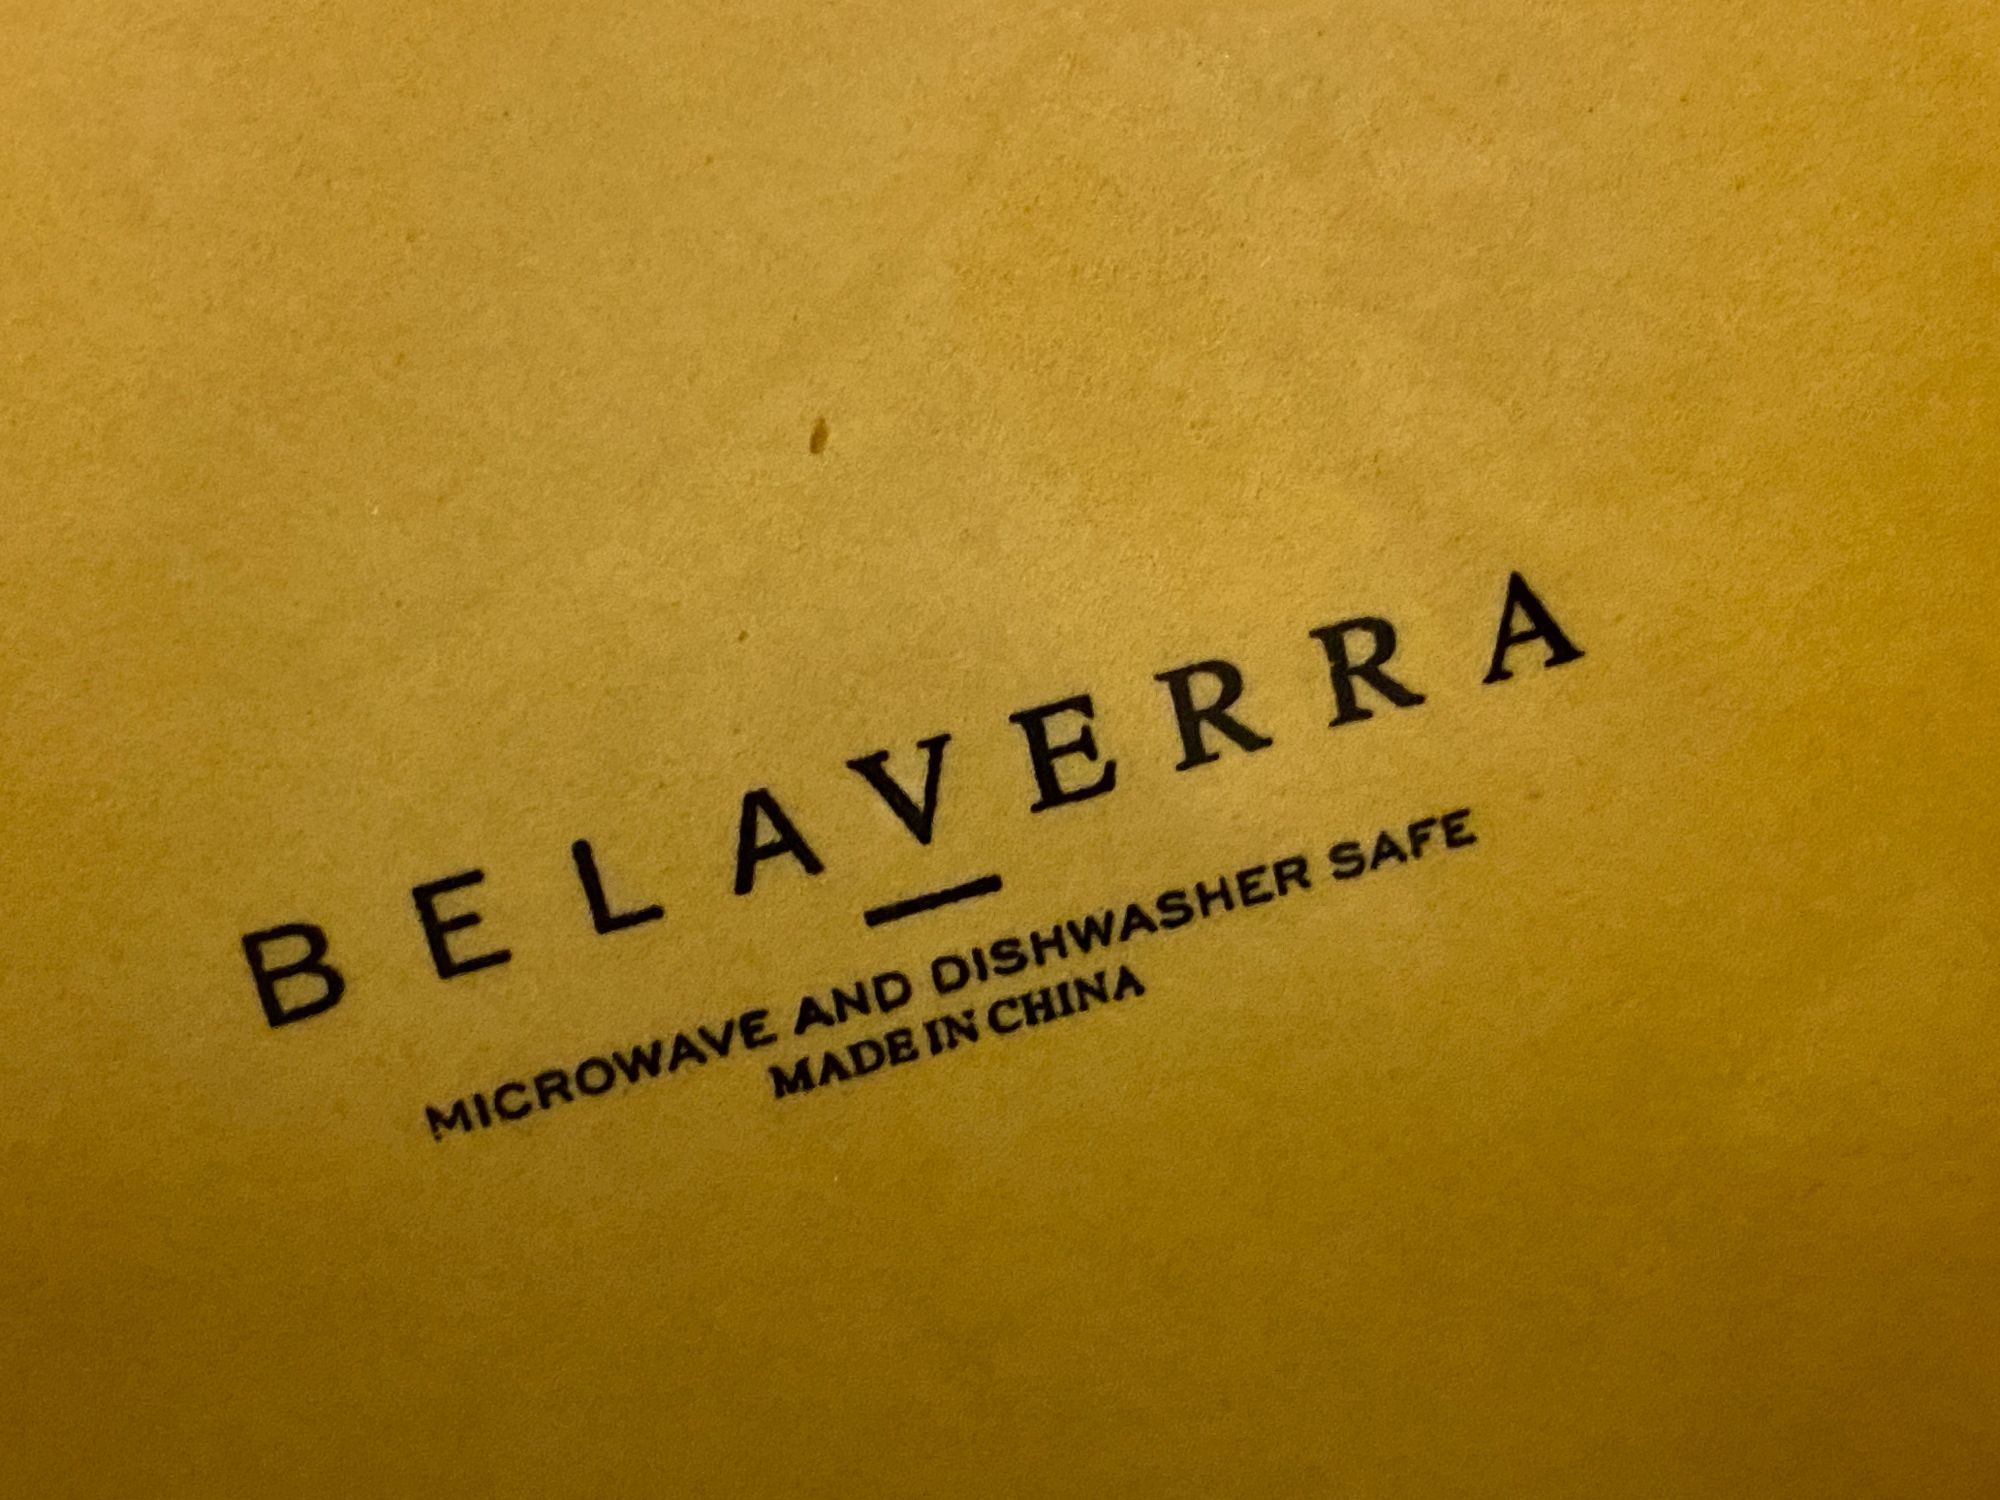 BELAVERRA
MICROWAVE AND DISHWASHER SAFE
MADE IN CHINA